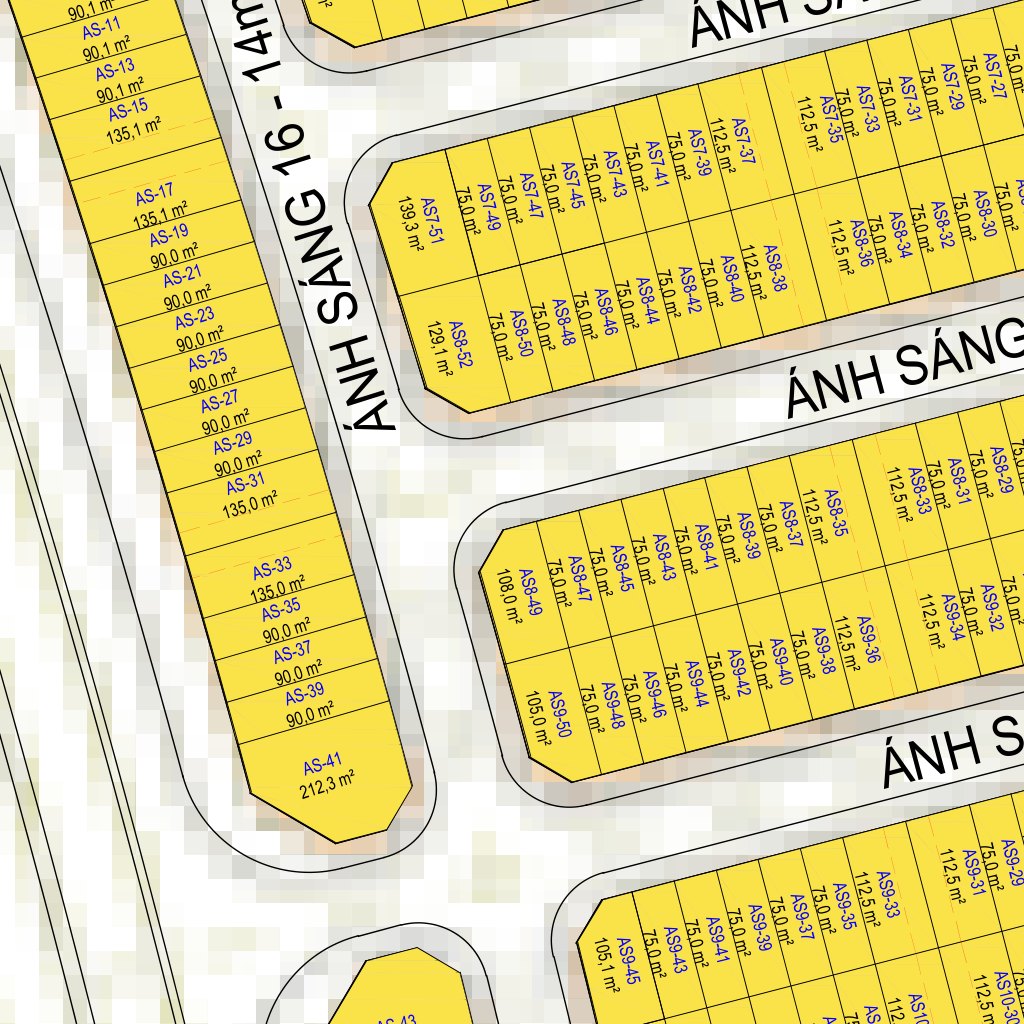 90,1 m²
AS-11
90,1 m²
AS-13
90,1 m²
AS-15
135,1 m²
AS-17
135,1 m²
AS-19
90,0 m²
AS-21
90,0 m²
AS-23
90,0 m²
AS-25
90,0 m²
AS-27
90,0 m²
AS-29
90,0 m²
AS-31
135,0 m²
AS-33
135,0 m²
AS-35
90,0 m²
AS-37
90,0 m²
AS-39
90,0 m²
AS-41
212,3 m²
AS-43
ÁNH SÁNG 16 - 14m
AS7-51
139,3 m²
AS7-49
75,0 m²
AS7-47
75,0 m²
AS7-45
75,0 m²
AS7-43
75,0 m²
AS7-41
75,0 m²
AS7-39
75,0 m²
AS7-37
112,5 m²
AS7-35
112,5 m²
AS7-33
75,0 m²
AS7-31
75,0 m²
AS7-29
75,0 m²
AS7-27
75,0 m²
75,0 m²
AS8-52
129,1 m²
AS8-50
75,0 m²
AS8-48
75,0 m²
AS8-46
75,0 m²
AS8-44
75,0 m²
AS8-42
75,0 m²
AS8-40
75,0 m²
AS8-38
112,5 m²
AS8-36
112,5 m²
AS8-34
75,0 m²
AS8-32
75,0 m²
AS8-30
75,0 m²
ÁNH SÁNG
AS8-49
108,0 m²
AS8-47
75,0 m²
AS8-45
75,0 m²
AS8-43
75,0 m²
AS8-41
75,0 m²
AS8-39
75,0 m²
AS8-37
75,0 m²
AS8-35
112,5 m²
AS8-33
112,5 m²
AS8-31
75,0 m²
AS8-29
75,0 m²
AS9-50
105,0 m²
AS9-48
75,0 m²
AS9-46
75,0 m²
AS9-44
75,0 m²
AS9-42
75,0 m²
AS9-40
75,0 m²
AS9-38
75,0 m²
AS9-36
112,5 m²
AS9-34
112,5 m²
AS9-32
75,0 m²
75,0 m²
ÁNH S
AS9-45
105,1 m²
AS9-43
75,0 m²
AS9-41
75,0 m²
AS9-39
75,0 m²
AS9-37
75,0 m²
AS9-35
75,0 m²
AS9-33
112,5 m²
AS9-31
112,5 m²
AS9-29
75,0 m²
AS10-30
112,5 m²